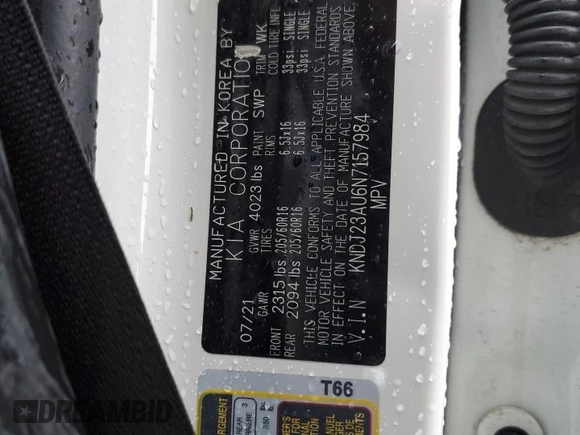 MANUFACTURED IN KOREA BY
KIA CORPORATION
07/21 GVWR 4023 lbs PAINT SWP TRIM WK
GAWR TIRES RIMS COLD TIRE INFL
FRONT 2315 lbs 205/60R16 6.5Jx16 33psi SINGLE
REAR 2094 lbs 205/60R16 6.5Jx16 33psi SINGLE
THIS VEHICLE CONFORMS TO ALL APPLICABLE U.S.A FEDERAL
MOTOR VEHICLE SAFETY AND THEFT PREVENTION STANDARDS
IN EFFECT ON THE DATE OF MANUFACTURE SHOWN ABOVE.
V.I.N KNDJ23AU6N7157984
MPV
T66
DREAMBID